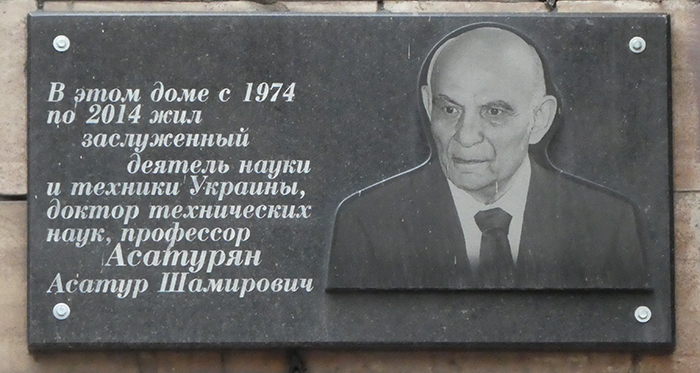 В этом доме с 1974
по 2014 жил
заслуженный
деятель науки
и техники Украины,
доктор технических
наук, профессор
Асатурян
Асатур Шамирович